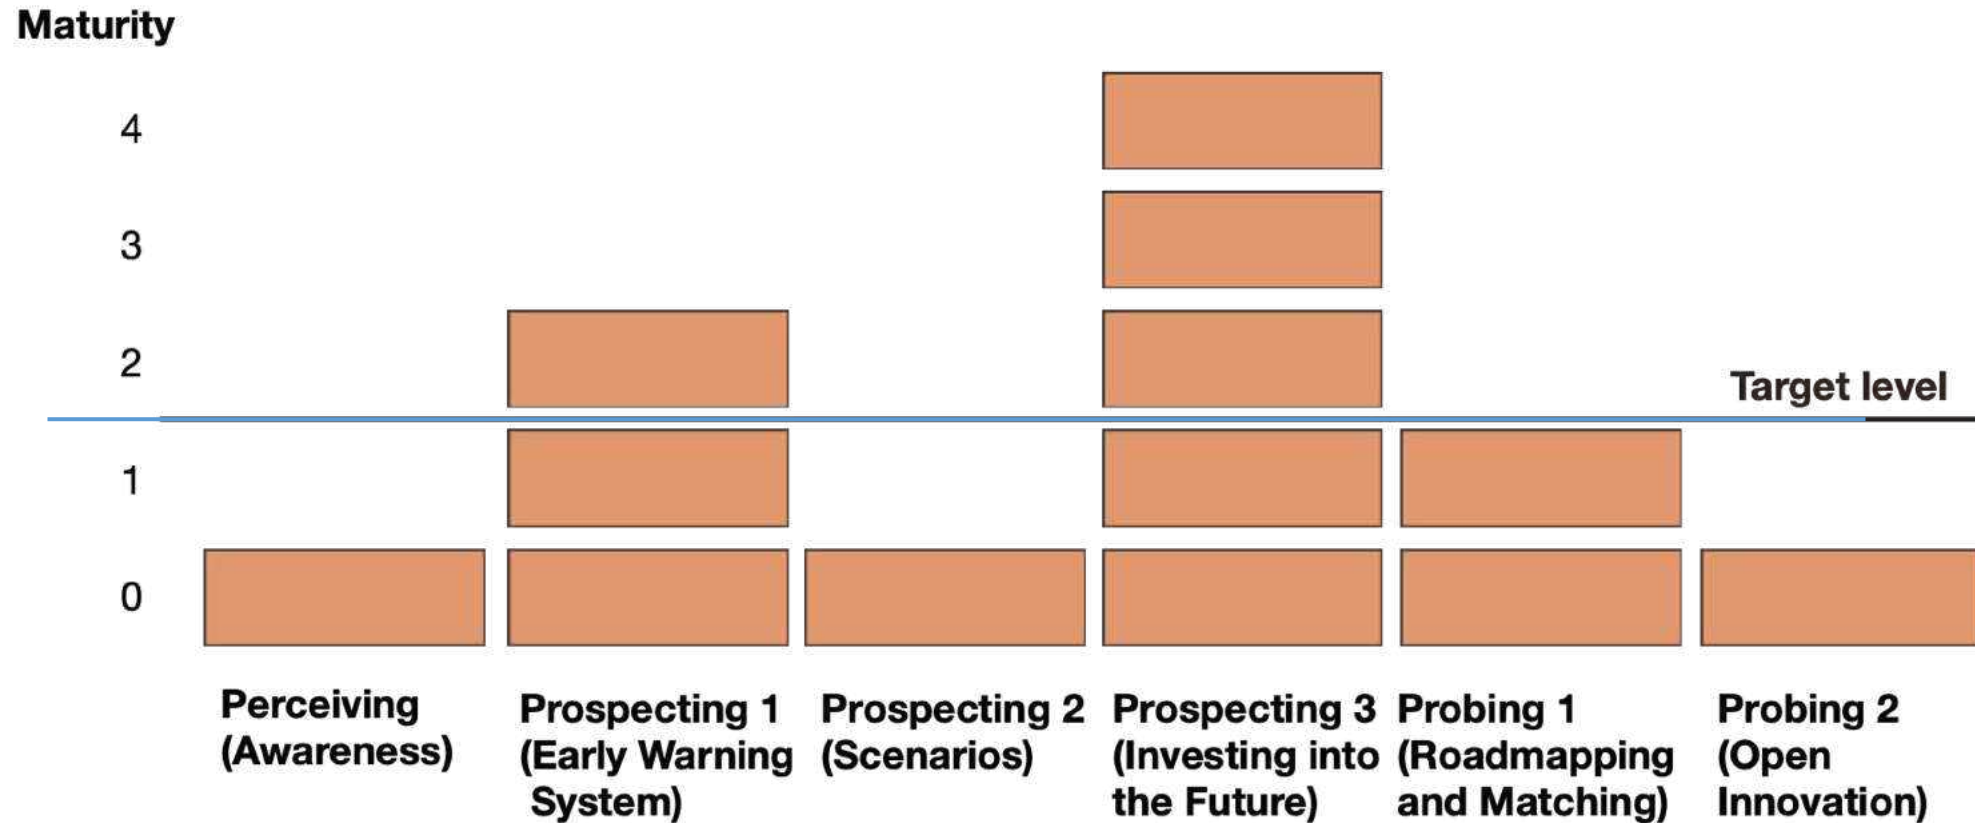 Maturity
4
3
2
Target level
1
0
Perceiving
(Awareness)
Prospecting 1
(Early Warning
System)
Prospecting 2
(Scenarios)
Prospecting 3
(Investing into
the Future)
Probing 1
(Roadmapping
and Matching)
Probing 2
(Open
Innovation)